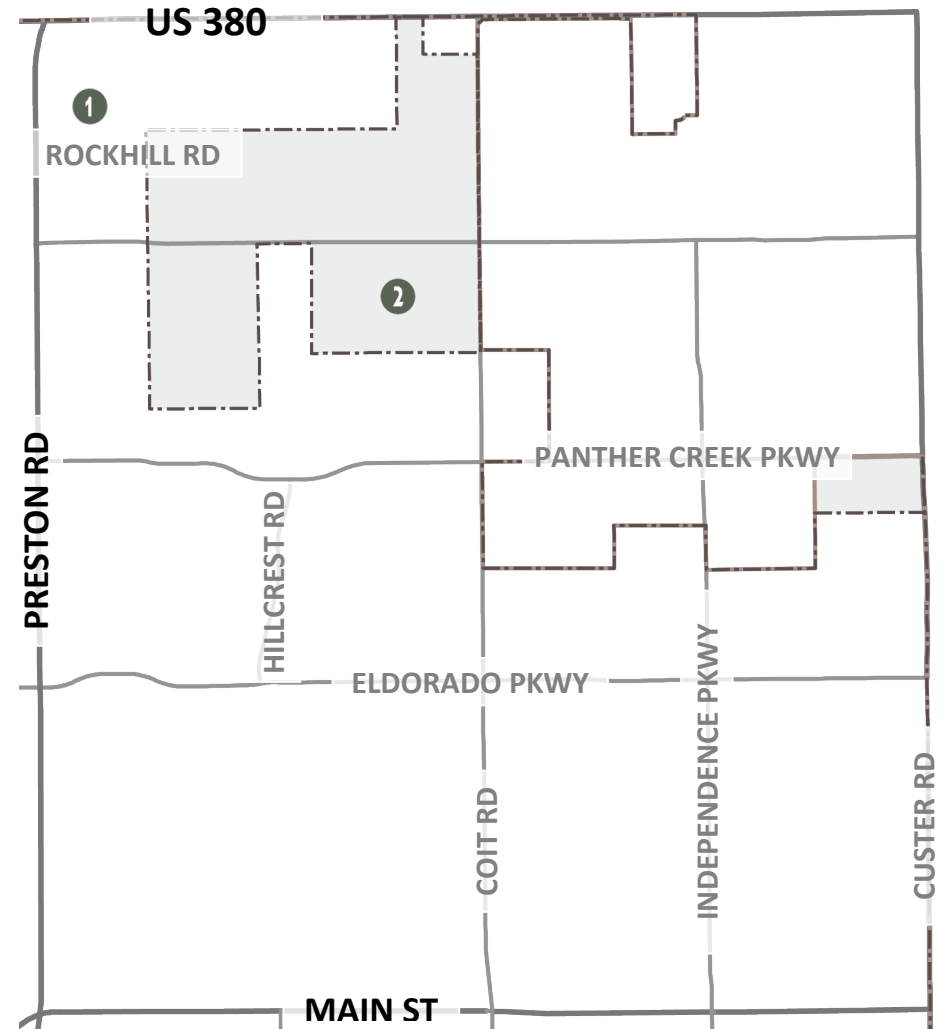 US 380
1
ROCKHILL RD
2
PRESTON RD
PANTHER CREEK PKWY
HILLCREST RD
ELDORADO PKWY
INDEPENDENCE PKWY
COIT RD
CUSTER RD
MAIN ST